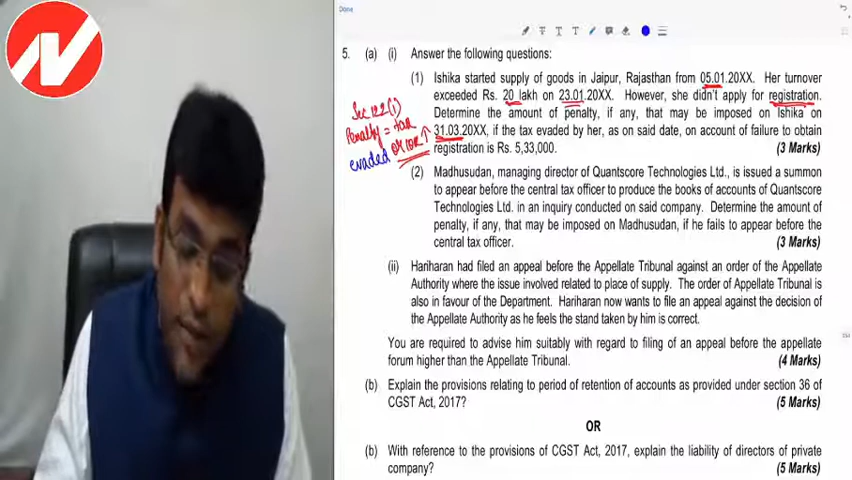 Done
5. (a) (i) Answer the following questions:
(1) Ishika started supply of goods in Jaipur, Rajasthan from 05.01.20XX. Her turnover
exceeded Rs. 20 lakh on 23.01.20XX. However, she didn't apply for registration.
Determine the amount of penalty, if any, that may be imposed on Ishika on
31.03.20XX, if the tax evaded by her, as on said date, on account of failure to obtain
registration is Rs. 5,33,000. (3 Marks)
Sec 122(i)
Penalty = tax
evaded or 10K ↑
(2) Madhusudan, managing director of Quantscore Technologies Ltd., is issued a summon
to appear before the central tax officer to produce the books of accounts of Quantscore
Technologies Ltd. in an inquiry conducted on said company. Determine the amount of
penalty, if any, that may be imposed on Madhusudan, if he fails to appear before the
central tax officer. (3 Marks)
(ii) Hariharan had filed an appeal before the Appellate Tribunal against an order of the Appellate
Authority where the issue involved related to place of supply. The order of Appellate Tribunal is
also in favour of the Department. Hariharan now wants to file an appeal against the decision of
the Appellate Authority as he feels the stand taken by him is correct.
You are required to advise him suitably with regard to filing of an appeal before the appellate
forum higher than the Appellate Tribunal. (4 Marks)
(b) Explain the provisions relating to period of retention of accounts as provided under section 36 of
CGST Act, 2017? (5 Marks)
OR
(b) With reference to the provisions of CGST Act, 2017, explain the liability of directors of private
company? (5 Marks)